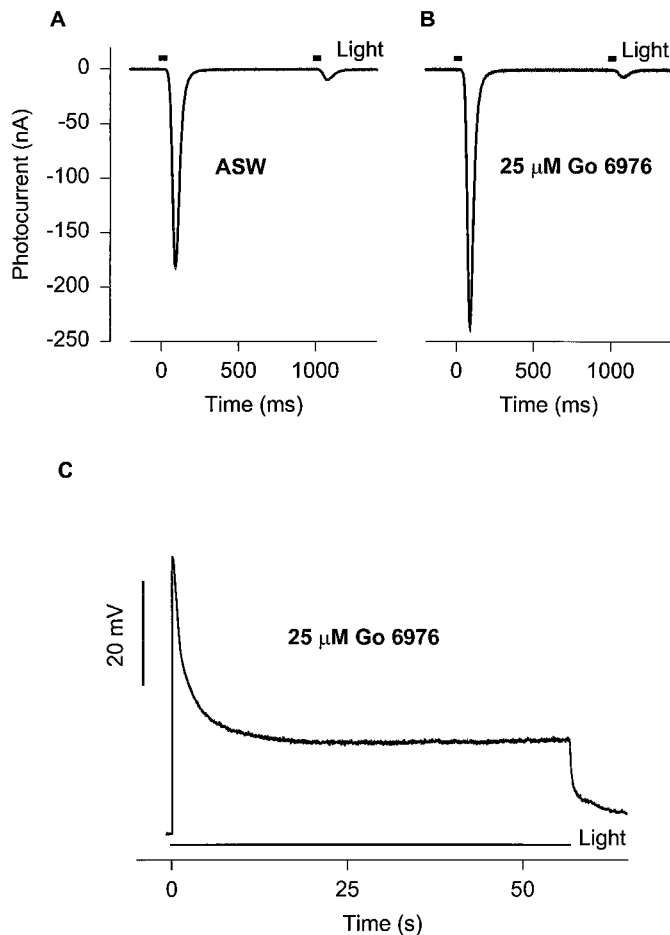 A
Light
0
-50
-100
-150
-200
-250
Photocurrent (nA)
ASW
0 500 1000
Time (ms)
B
Light
25 μM Go 6976
0 500 1000
Time (ms)
C
20 mV
25 μM Go 6976
Light
0 25 50
Time (s)